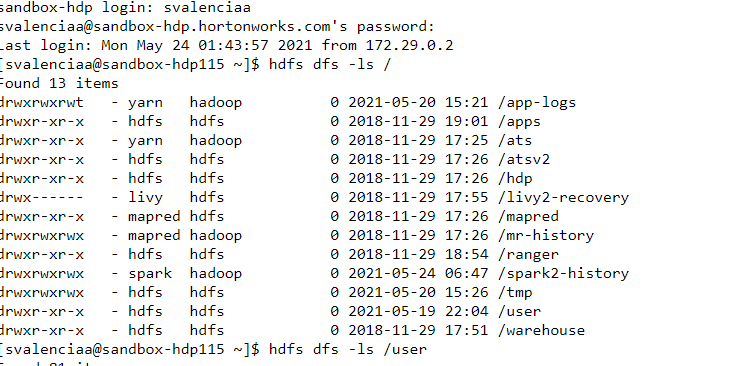 sandbox-hdp login: svalenciaa
svalenciaa@sandbox-hdp.hortonworks.com's password:
Last login: Mon May 24 01:43:57 2021 from 172.29.0.2
[svalenciaa@sandbox-hdp115 ~]$ hdfs dfs -ls /
Found 13 items
drwxrwxrwt   - yarn   hadoop          0 2021-05-20 15:21 /app-logs
drwxr-xr-x   - hdfs   hdfs            0 2018-11-29 19:01 /apps
drwxr-xr-x   - yarn   hadoop          0 2018-11-29 17:25 /ats
drwxr-xr-x   - hdfs   hdfs            0 2018-11-29 17:26 /atsv2
drwxr-xr-x   - hdfs   hdfs            0 2018-11-29 17:26 /hdp
drwx------   - livy   hdfs            0 2018-11-29 17:55 /livy2-recovery
drwxr-xr-x   - mapred hdfs            0 2018-11-29 17:26 /mapred
drwxrwxrwx   - mapred hadoop          0 2018-11-29 17:26 /mr-history
drwxr-xr-x   - hdfs   hdfs            0 2018-11-29 18:54 /ranger
drwxrwxrwx   - spark  hadoop          0 2021-05-24 06:47 /spark2-history
drwxrwxrwx   - hdfs   hdfs            0 2021-05-20 15:26 /tmp
drwxr-xr-x   - hdfs   hdfs            0 2021-05-19 22:04 /user
drwxr-xr-x   - hdfs   hdfs            0 2018-11-29 17:51 /warehouse
[svalenciaa@sandbox-hdp115 ~]$ hdfs dfs -ls /user